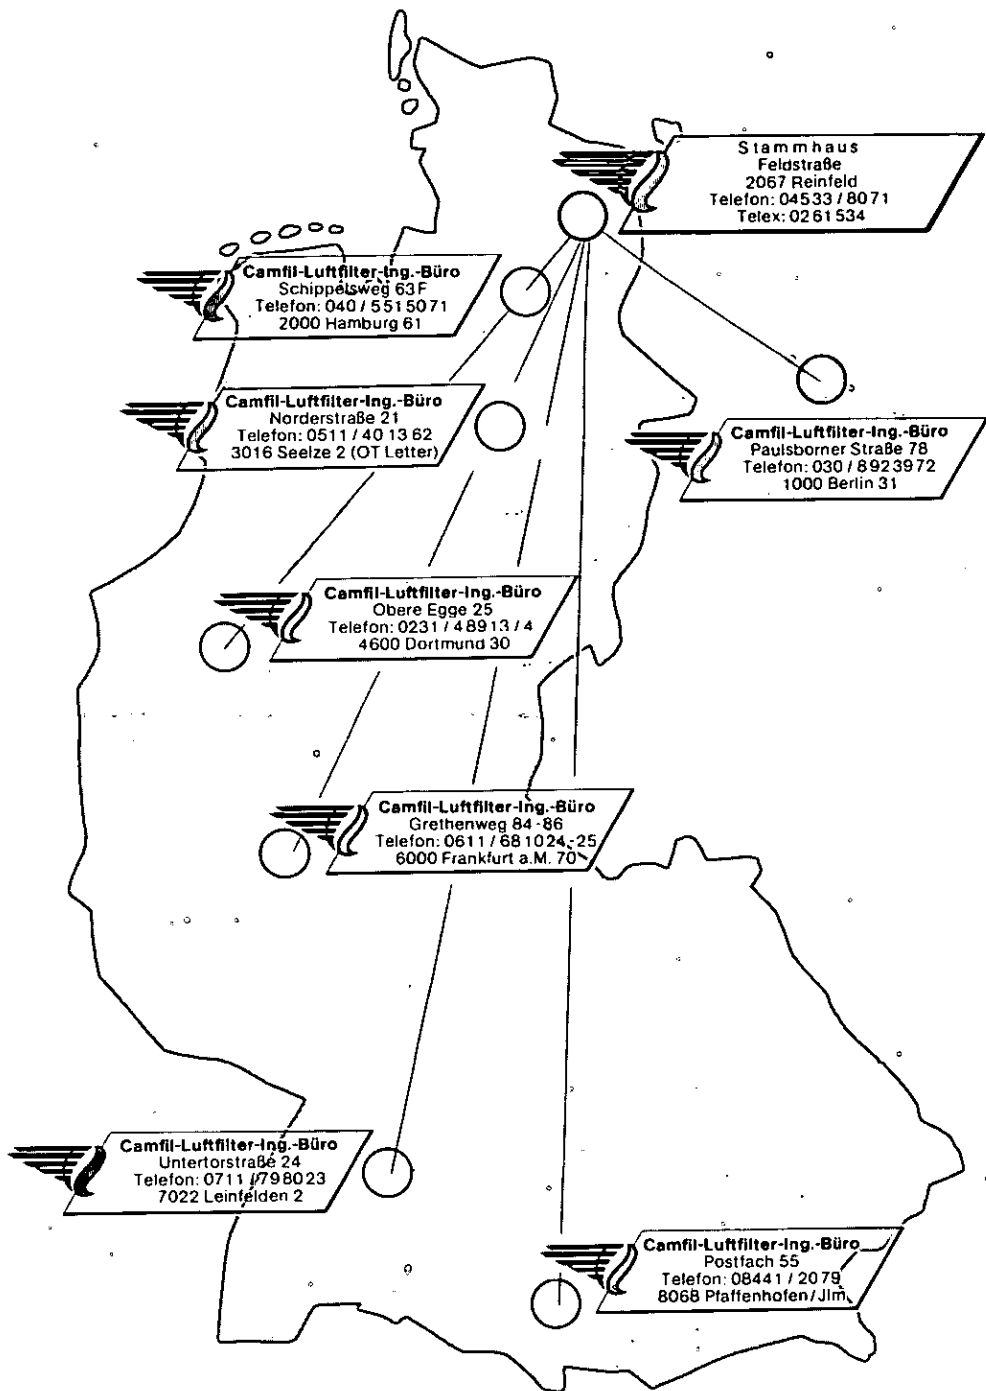 Stammhaus
Feldstraße
2067 Reinfeld
Telefon: 04533/8071
Telex: 0261534
Camfil-Luftfilter-Ing.-Büro
Schippelsweg 63F
Telefon: 040/5515071
2000 Hamburg 61
Camfil-Luftfilter-Ing.-Büro
Norderstraße 21
Telefon: 0511/401362
3016 Seelze 2 (OT Letter)
Camfil-Luftfilter-Ing.-Büro
Paulsborner Straße 78
Telefon: 030/8923972
1000 Berlin 31
Camfil-Luftfilter-Ing.-Büro
Obere Egge 25
Telefon: 0231/48913/4
4600 Dortmund 30
Camfil-Luftfilter-Ing.-Büro
Grethenweg 84-86
Telefon: 0611/681024-25
6000 Frankfurt a.M. 70
Camfil-Luftfilter-Ing.-Büro
Untertorstraße 24
Telefon: 0711/798023
7022 Leinfelden 2
Camfil-Luftfilter-Ing.-Büro
Postfach 55
Telefon: 08441/2079
8068 Pfaffenhofen/Jlm